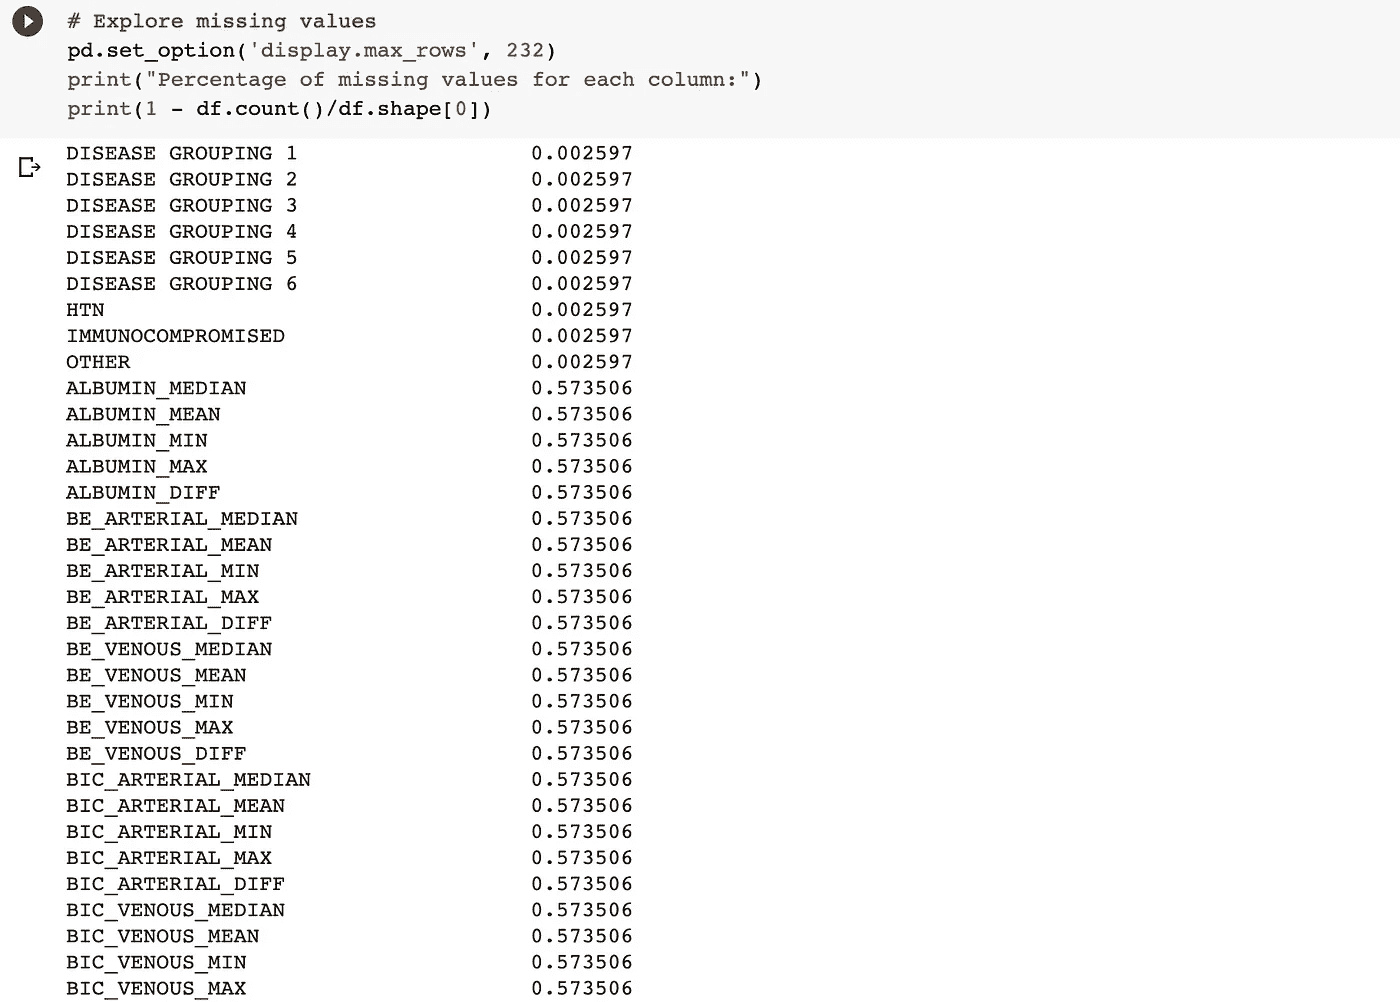 # Explore missing values
pd.set_option('display.max_rows', 232)
print("Percentage of missing values for each column:")
print(1 - df.count()/df.shape[0])
DISEASE GROUPING 1 0.002597
DISEASE GROUPING 2 0.002597
DISEASE GROUPING 3 0.002597
DISEASE GROUPING 4 0.002597
DISEASE GROUPING 5 0.002597
DISEASE GROUPING 6 0.002597
HTN 0.002597
IMMUNOCOMPROMISED 0.002597
OTHER 0.002597
ALBUMIN_MEDIAN 0.573506
ALBUMIN_MEAN 0.573506
ALBUMIN_MIN 0.573506
ALBUMIN_MAX 0.573506
ALBUMIN_DIFF 0.573506
BE_ARTERIAL_MEDIAN 0.573506
BE_ARTERIAL_MEAN 0.573506
BE_ARTERIAL_MIN 0.573506
BE_ARTERIAL_MAX 0.573506
BE_ARTERIAL_DIFF 0.573506
BE_VENOUS_MEDIAN 0.573506
BE_VENOUS_MEAN 0.573506
BE_VENOUS_MIN 0.573506
BE_VENOUS_MAX 0.573506
BE_VENOUS_DIFF 0.573506
BIC_ARTERIAL_MEDIAN 0.573506
BIC_ARTERIAL_MEAN 0.573506
BIC_ARTERIAL_MIN 0.573506
BIC_ARTERIAL_MAX 0.573506
BIC_ARTERIAL_DIFF 0.573506
BIC_VENOUS_MEDIAN 0.573506
BIC_VENOUS_MEAN 0.573506
BIC_VENOUS_MIN 0.573506
BIC_VENOUS_MAX 0.573506